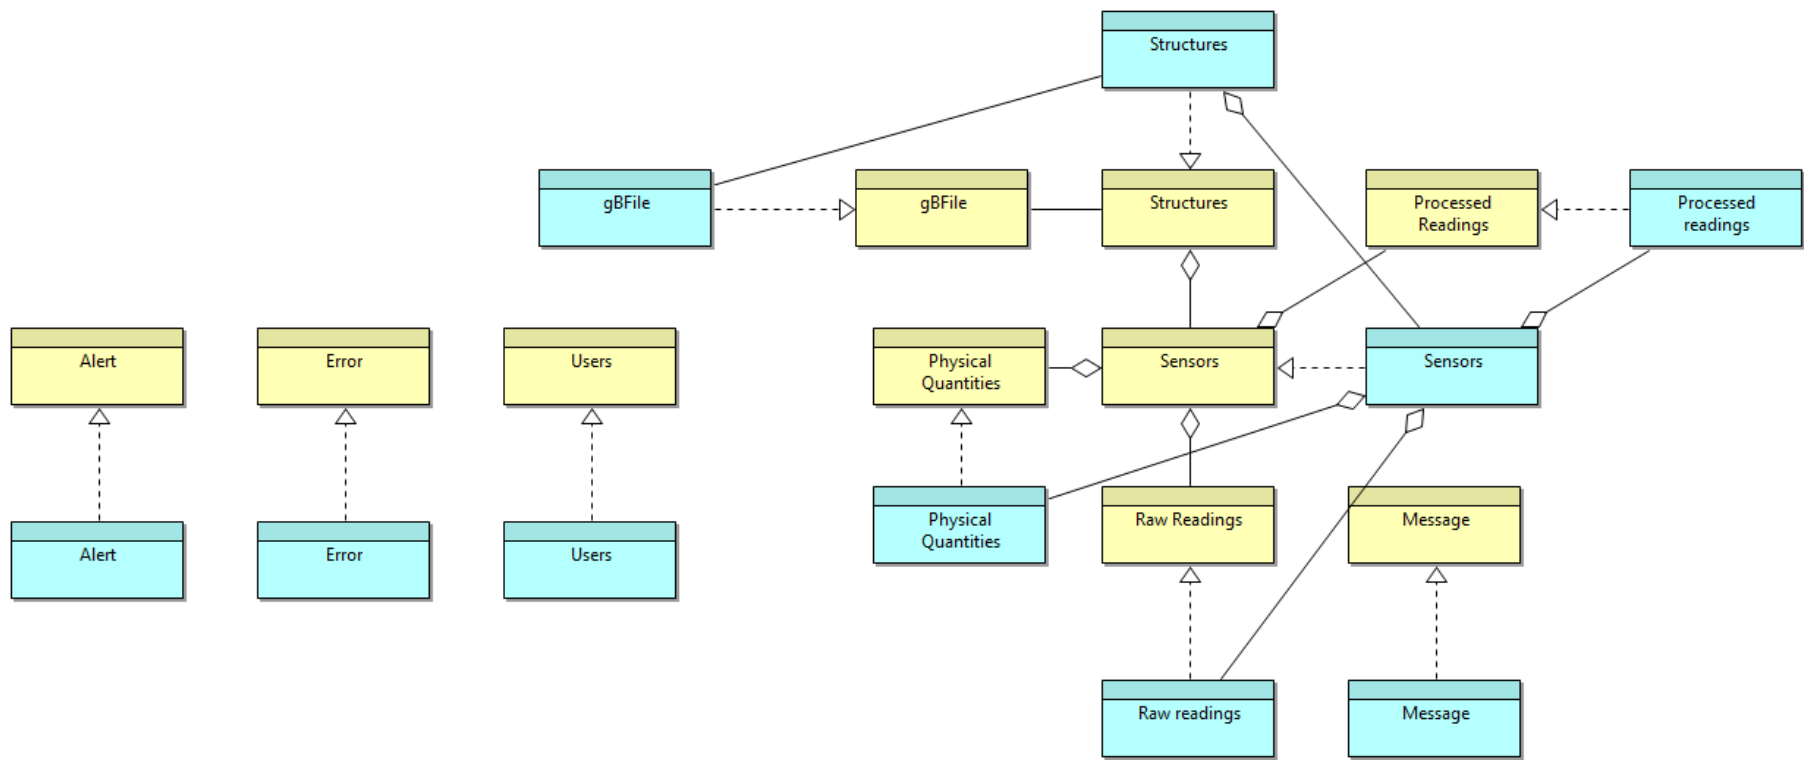 Structures
gBFile
gBFile
Structures
Processed
Readings
Processed
readings
Alert
Error
Users
Physical
Quantities
Sensors
Sensors
Physical
Quantities
Raw Readings
Message
Alert
Error
Users
Raw readings
Message